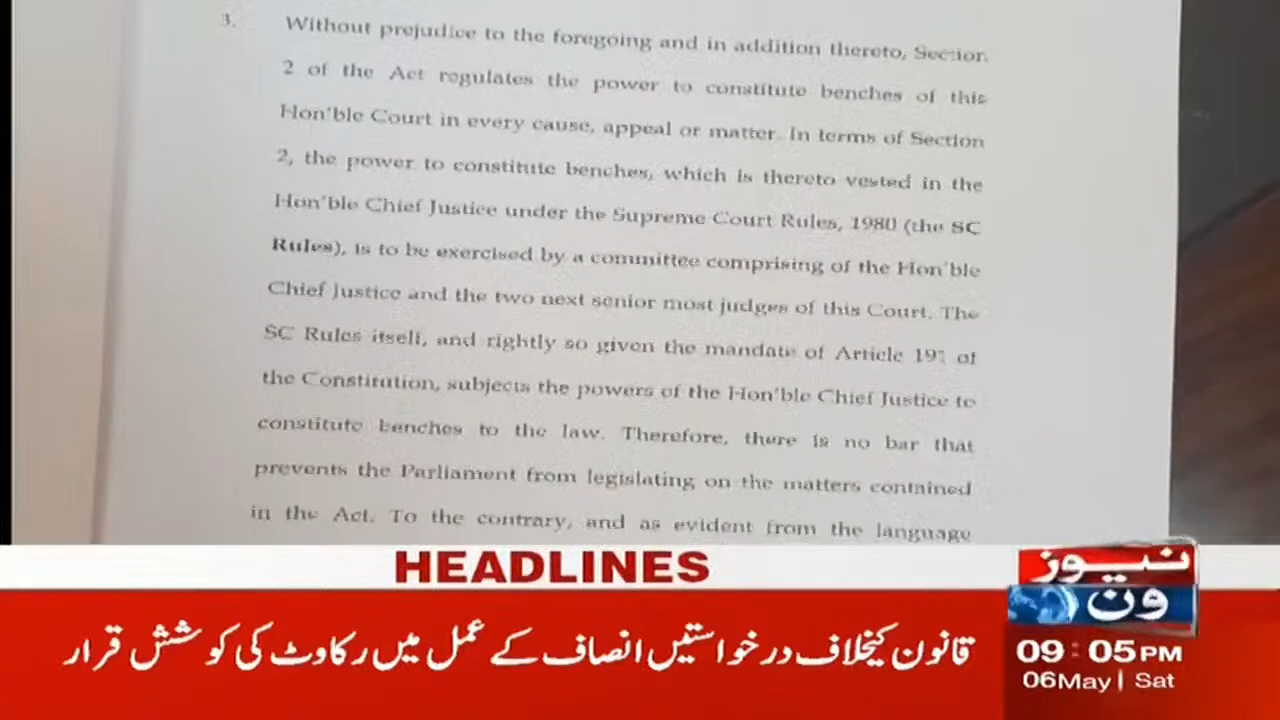 3. Without prejudice to the foregoing and in addition thereto, Section
2 of the Act regulates the power to constitute benches of this
Hon'ble Court in every cause, appeal or matter. In terms of Section
2, the power to constitute benches, which is thereto vested in the
Hon'ble Chief Justice under the Supreme Court Rules, 1980 (the SC
Rules), is to be exercised by a committee comprising of the Hon'ble
Chief Justice and the two next senior most judges of this Court. The
SC Rules itself, and rightly so given the mandate of Article 191 of
the Constitution, subjects the powers of the Hon'ble Chief Justice to
constitute benches to the law. Therefore, there is no bar that
prevents the Parliament from legislating on the matters contained
in the Act. To the contrary, and as evident from the language
HEADLINES
نیوز
ون
قانون کیخلاف درخواستیں انصاف کے عمل میں رکاوٹ کی کوشش قرار
09:05PM
06May | Sat